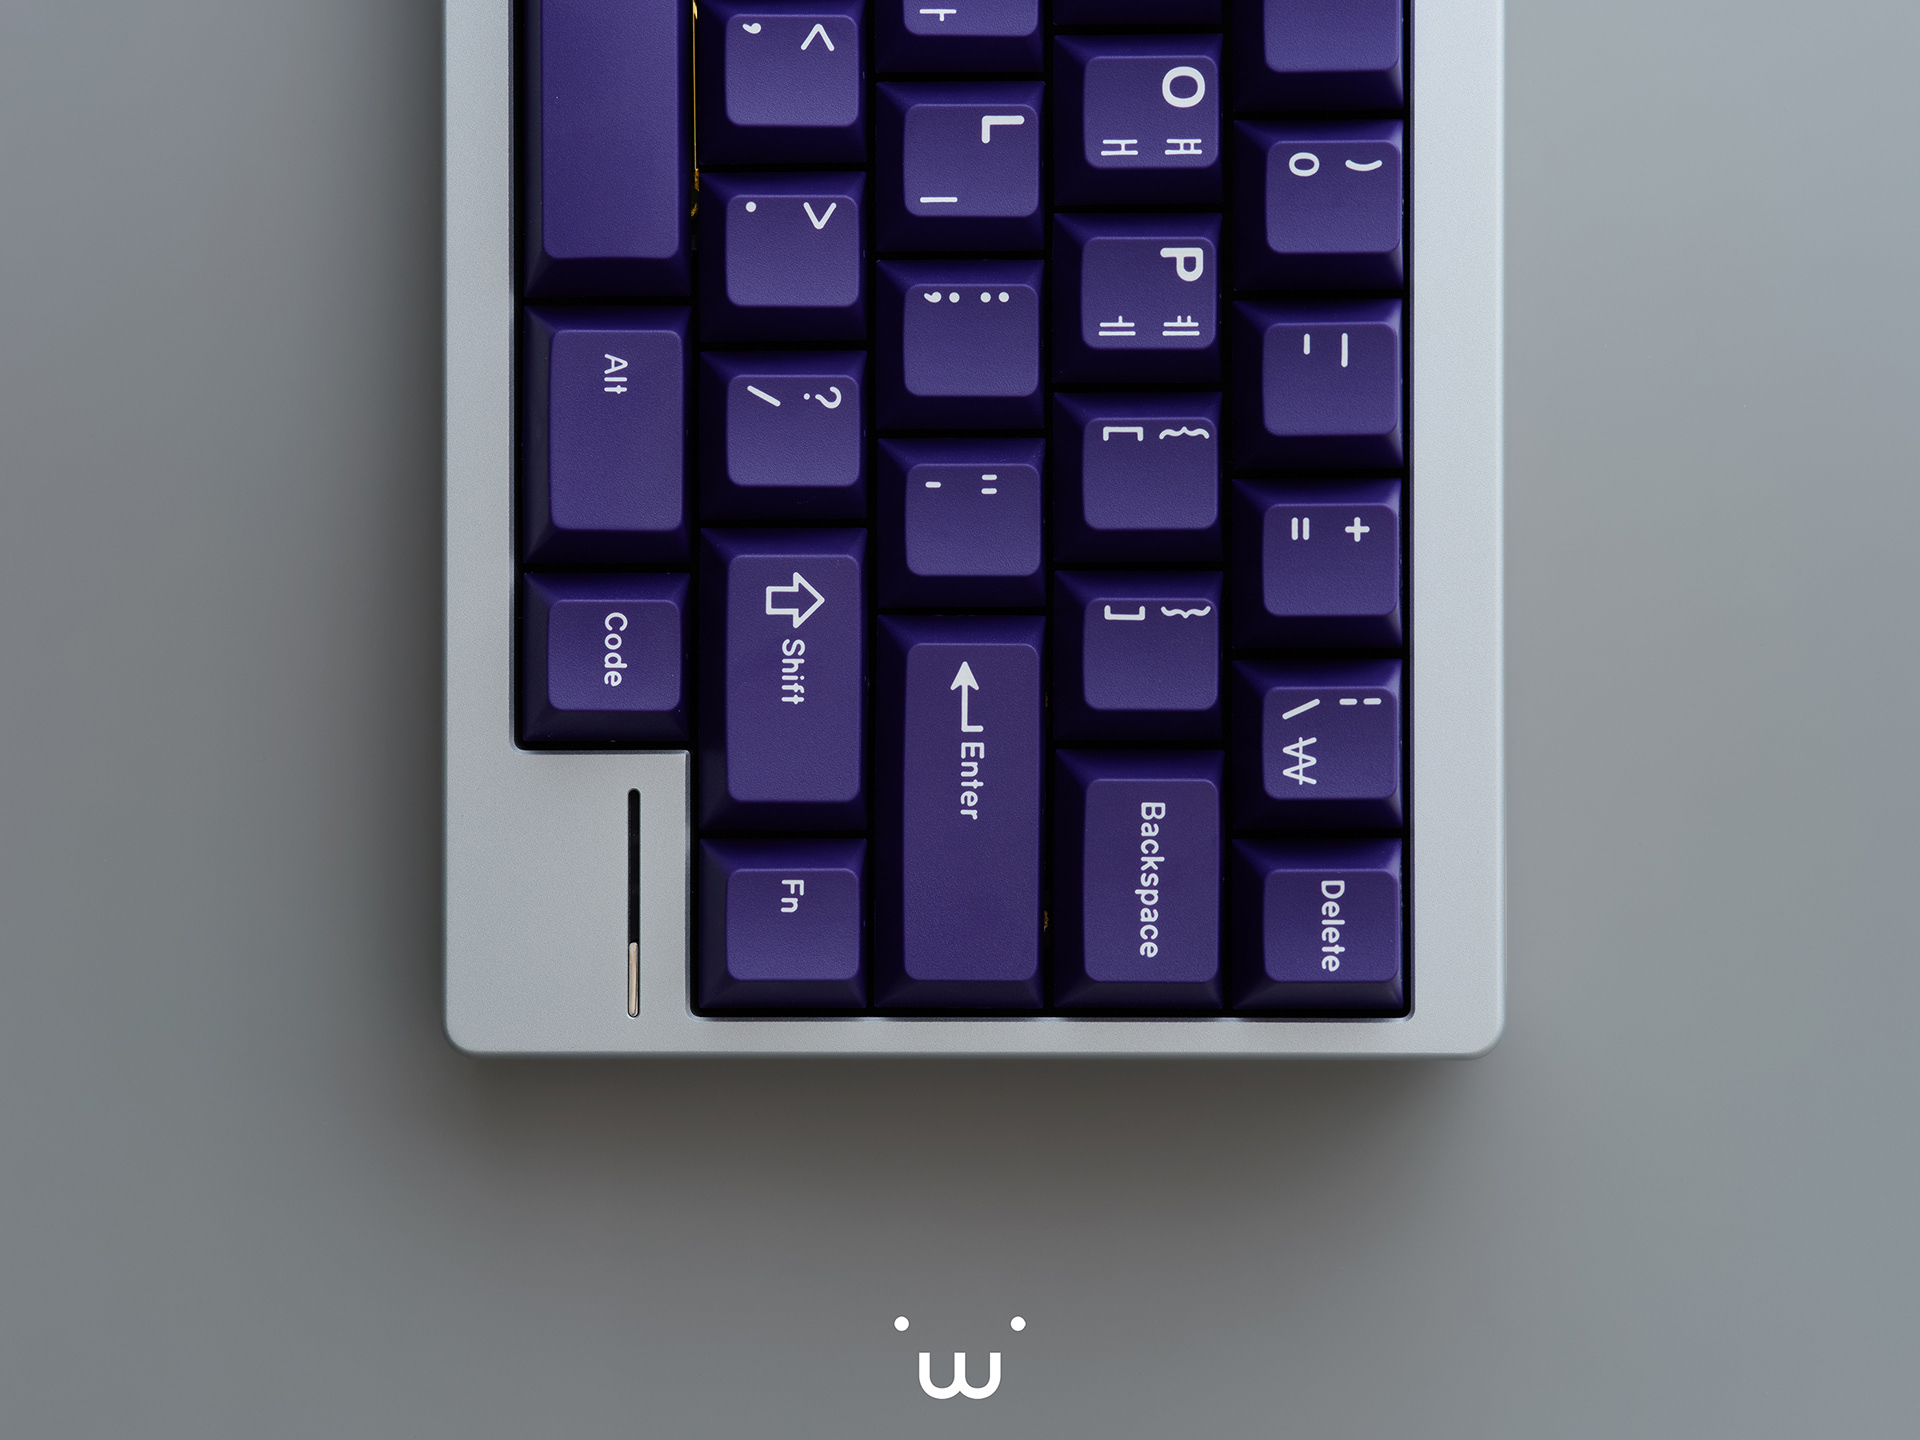 )
0
_
-
+
=
¦
\ ₩
Delete
O ㅒ
ㅐ
P ㅖ
ㅔ
{
[
}
]
Backspace
ㅏ
L
ㅣ
:
;
"
'
Enter
<
,
>
.
?
/
Shift
Fn
Alt
Code